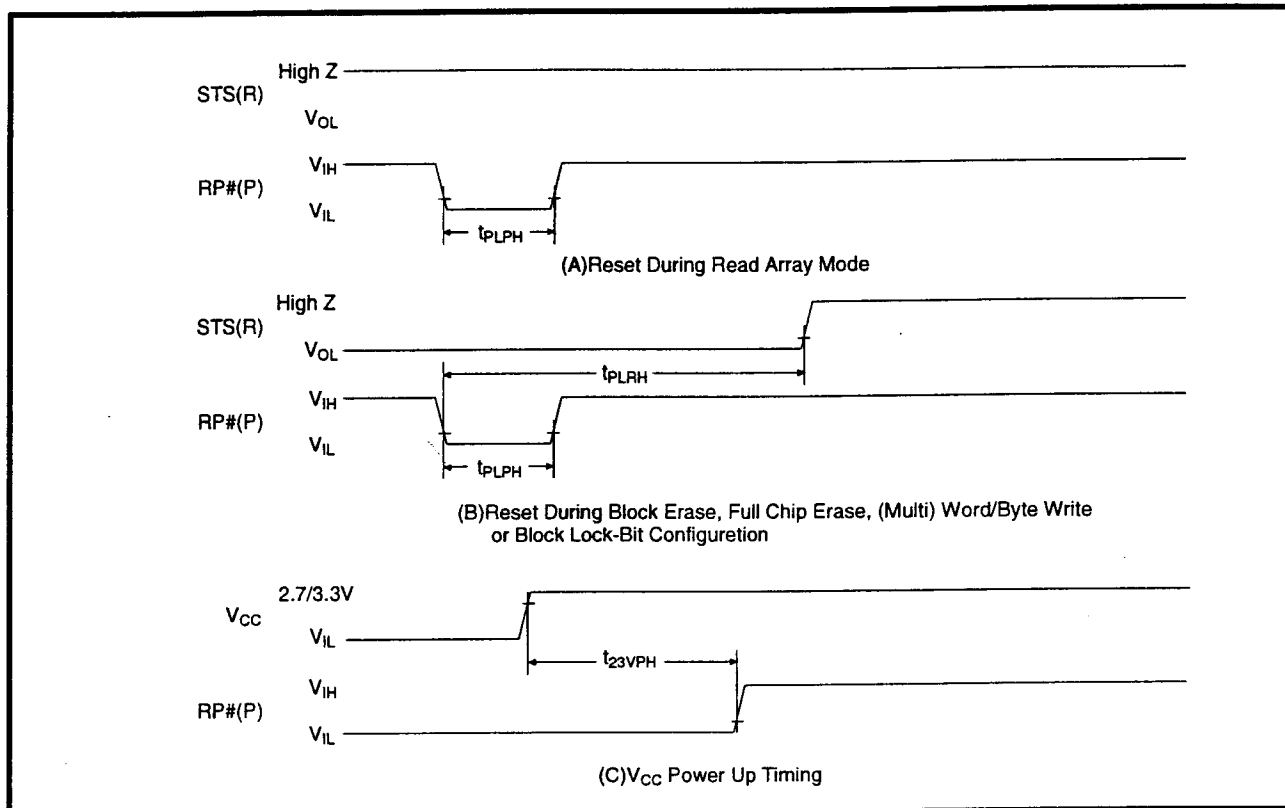 High Z
STS(R)
VOL
VIH
RP#(P)
VIL
tPLPH
(A)Reset During Read Array Mode
High Z
STS(R)
VOL
tPLRH
VIH
RP#(P)
VIL
tPLPH
(B)Reset During Block Erase, Full Chip Erase, (Multi) Word/Byte Write
or Block Lock-Bit Configuretion
2.7/3.3V
VCC
VIL
t23VPH
VIH
RP#(P)
VIL
(C)VCC Power Up Timing